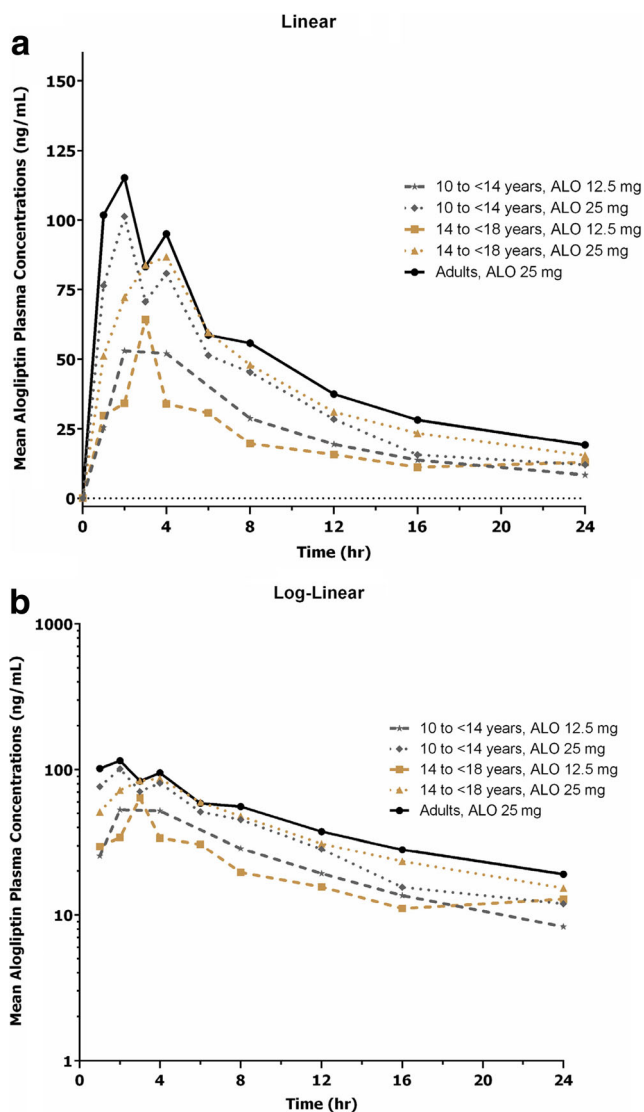 Linear
a
Mean Alogliptin Plasma Concentrations (ng/mL)
150
125
100
75
50
25
0
10 to <14 years, ALO 12.5 mg
10 to <14 years, ALO 25 mg
14 to <18 years, ALO 12.5 mg
14 to <18 years, ALO 25 mg
Adults, ALO 25 mg
0 4 8 12 16 20 24
Time (hr)
b
Log-Linear
Mean Alogliptin Plasma Concentrations (ng/mL)
1000
100
10
1
10 to <14 years, ALO 12.5 mg
10 to <14 years, ALO 25 mg
14 to <18 years, ALO 12.5 mg
14 to <18 years, ALO 25 mg
Adults, ALO 25 mg
0 4 8 12 16 20 24
Time (hr)